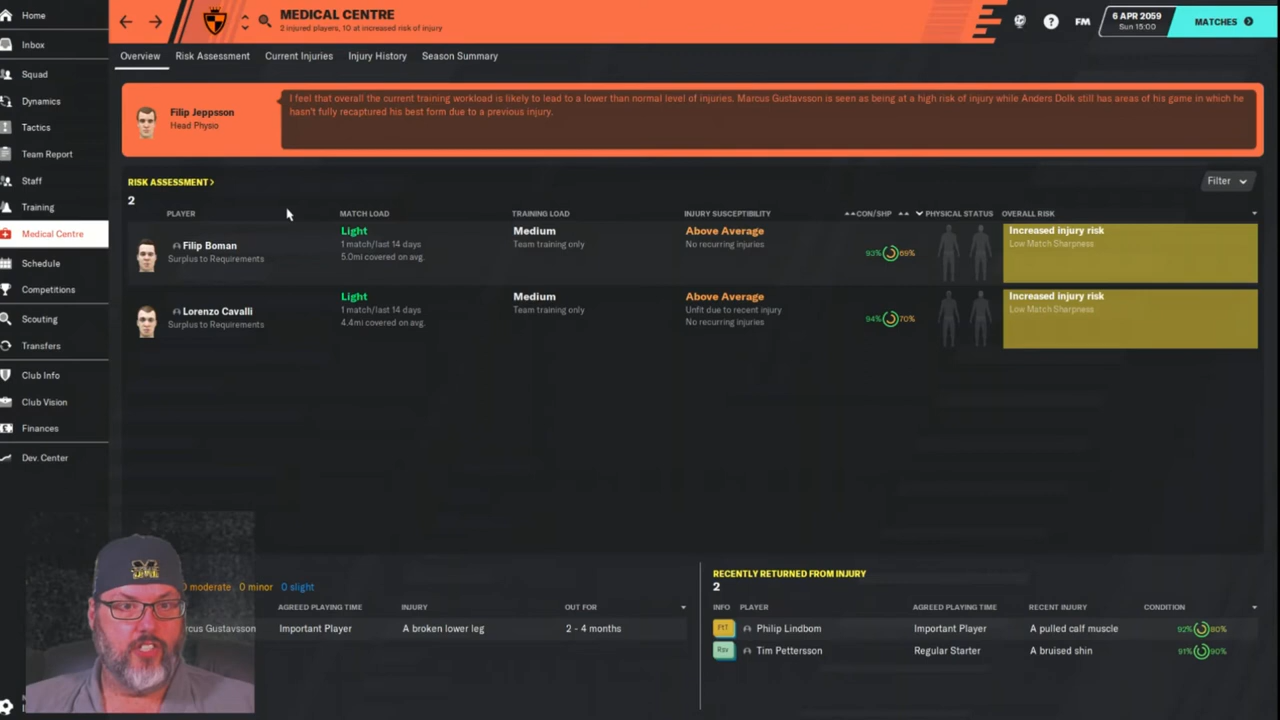 Home
Inbox
Squad
Dynamics
Tactics
Team Report
Staff
Training
Medical Centre
Schedule
Competitions
Scouting
Transfers
Club Info
Club Vision
Finances
Dev. Center
MEDICAL CENTRE
2 injured players, 10 at increased risk of injury
? FM
6 APR 2059
Sun 15:00
MATCHES
Overview Risk Assessment Current Injuries Injury History Season Summary
Filip Jeppsson
Head Physio
I feel that overall the current training workload is likely to lead to a lower than normal level of injuries. Marcus Gustavsson is seen as being at a high risk of injury while Anders Dolk still has areas of his game in which he
hasn't fully recaptured his best form due to a previous injury.
RISK ASSESSMENT >
2
Filter
PLAYER MATCH LOAD TRAINING LOAD INJURY SUSCEPTIBILITY CON/SHP PHYSICAL STATUS OVERALL RISK
Filip Boman
Surplus to Requirements
Light
1 match/last 14 days
5.0mi covered on avg.
Medium
Team training only
Above Average
No recurring injuries
93% 69%
Increased injury risk
Low Match Sharpness
Lorenzo Cavalli
Surplus to Requirements
Light
1 match/last 14 days
4.4mi covered on avg.
Medium
Team training only
Above Average
Unfit due to recent injury
No recurring injuries
94% 70%
Increased injury risk
Low Match Sharpness
moderate 0 minor 0 slight
AGREED PLAYING TIME INJURY OUT FOR
rcus Gustavsson Important Player A broken lower leg 2 - 4 months
RECENTLY RETURNED FROM INJURY
2
INFO PLAYER AGREED PLAYING TIME RECENT INJURY CONDITION
Philip Lindbom Important Player A pulled calf muscle 92% 80%
Rsv Tim Pettersson Regular Starter A bruised shin 91% 90%